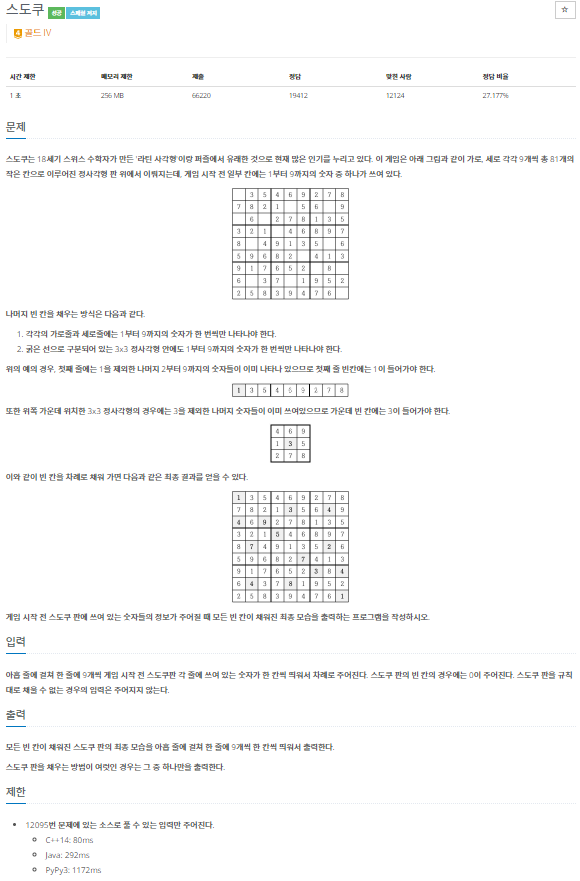 스도쿠 성공 스페셜 저지
☆
4 골드 IV
시간 제한 메모리 제한 제출 정답 맞힌 사람 정답 비율
1 초 256 MB 66220 19412 12124 27.177%
문제
스도쿠는 18세기 스위스 수학자가 만든 '라틴 사각형'이랑 퍼즐에서 유래한 것으로 현재 많은 인기를 누리고 있다. 이 게임은 아래 그림과 같이 가로, 세로 각각 9개씩 총 81개의
작은 칸으로 이루어진 정사각형 판 위에서 이뤄지는데, 게임 시작 전 일부 칸에는 1부터 9까지의 숫자 중 하나가 쓰여 있다.
3 5 4 6 9 2 7 8
7 8 2 1 5 6 9
6 2 7 8 1 3 5
3 2 1 4 6 8 9 7
8 4 9 1 3 5 6
5 9 6 8 2 4 1 3
9 1 7 6 5 2 8
6 3 7 1 9 5 2
2 5 8 3 9 4 7 6
나머지 빈 칸을 채우는 방식은 다음과 같다.
1. 각각의 가로줄과 세로줄에는 1부터 9까지의 숫자가 한 번씩만 나타나야 한다.
2. 굵은 선으로 구분되어 있는 3x3 정사각형 안에도 1부터 9까지의 숫자가 한 번씩만 나타나야 한다.
위의 예의 경우, 첫째 줄에는 1을 제외한 나머지 2부터 9까지의 숫자들이 이미 나타나 있으므로 첫째 줄 빈칸에는 1이 들어가야 한다.
1 3 5 4 6 9 2 7 8
또한 위쪽 가운데 위치한 3x3 정사각형의 경우에는 3을 제외한 나머지 숫자들이 이미 쓰여있으므로 가운데 빈 칸에는 3이 들어가야 한다.
4 6 9
1 3 5
2 7 8
이와 같이 빈 칸을 차례로 채워 가면 다음과 같은 최종 결과를 얻을 수 있다.
1 3 5 4 6 9 2 7 8
7 8 2 1 3 5 6 4 9
4 6 9 2 7 8 1 3 5
3 2 1 5 4 6 8 9 7
8 7 4 9 1 3 5 2 6
5 9 6 8 2 7 4 1 3
9 1 7 6 5 2 3 8 4
6 4 3 7 8 1 9 5 2
2 5 8 3 9 4 7 6 1
게임 시작 전 스도쿠 판에 쓰여 있는 숫자들의 정보가 주어질 때 모든 빈 칸이 채워진 최종 모습을 출력하는 프로그램을 작성하시오.
입력
아홉 줄에 걸쳐 한 줄에 9개씩 게임 시작 전 스도쿠판 각 줄에 쓰여 있는 숫자가 한 칸씩 띄워서 차례로 주어진다. 스도쿠 판의 빈 칸의 경우에는 0이 주어진다. 스도쿠 판을 규칙
대로 채울 수 없는 경우의 입력은 주어지지 않는다.
출력
모든 빈 칸이 채워진 스도쿠 판의 최종 모습을 아홉 줄에 걸쳐 한 줄에 9개씩 한 칸씩 띄워서 출력한다.
스도쿠 판을 채우는 방법이 여럿인 경우는 그 중 하나만을 출력한다.
제한
• 12095번 문제에 있는 소스로 풀 수 있는 입력만 주어진다.
◦ C++14: 80ms
◦ Java: 292ms
◦ PyPy3: 1172ms